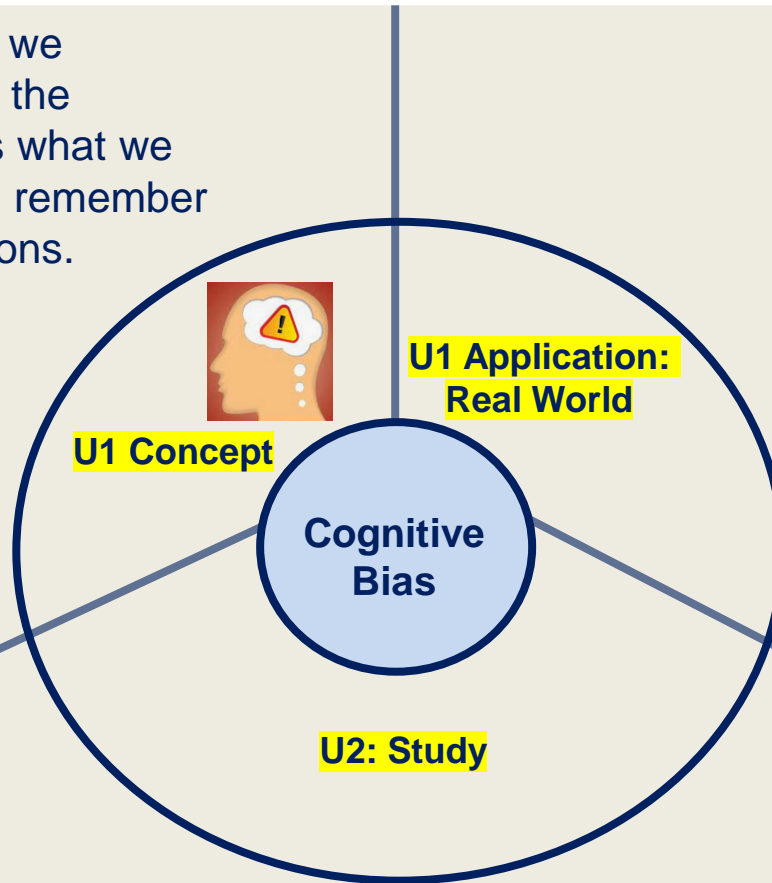 we
the
s what we
remember
ons.
!
U1 Application:
Real World
U1 Concept
Cognitive
Bias
U2: Study